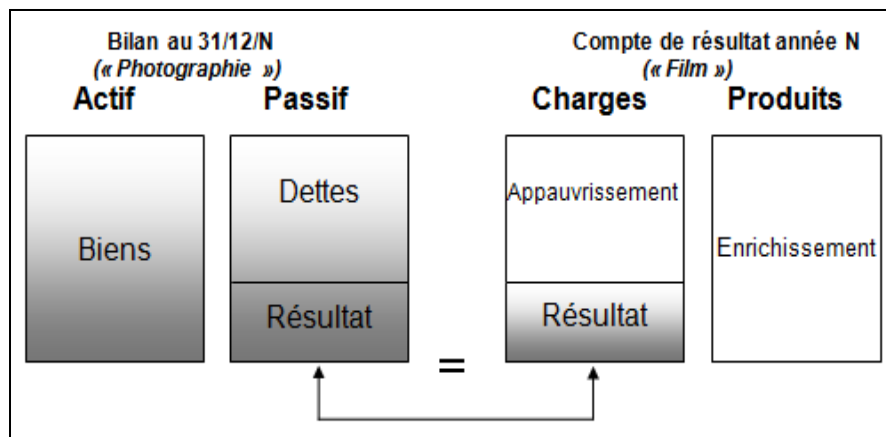 Bilan au 31/12/N
(« Photographie »)
Compte de résultat année N
(« Film »)
Actif
Passif
Charges
Produits
Biens
Dettes
Résultat
=
Appauvrissement
Résultat
Enrichissement